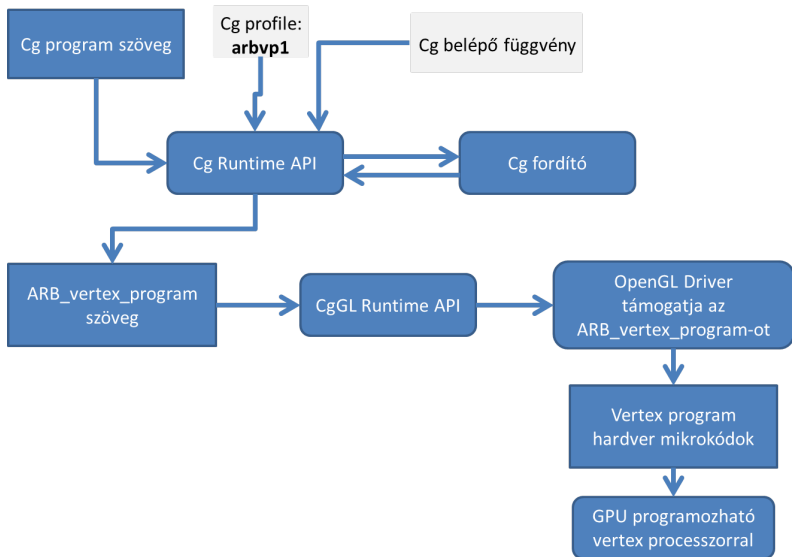 Cg program szöveg
Cg profile:
arbvp1
Cg belépő függvény
Cg Runtime API
Cg fordító
ARB_vertex_program
szöveg
CgGL Runtime API
OpenGL Driver
támogatja az
ARB_vertex_program-ot
Vertex program
hardver mikrokódok
GPU programozható
vertex processzorral